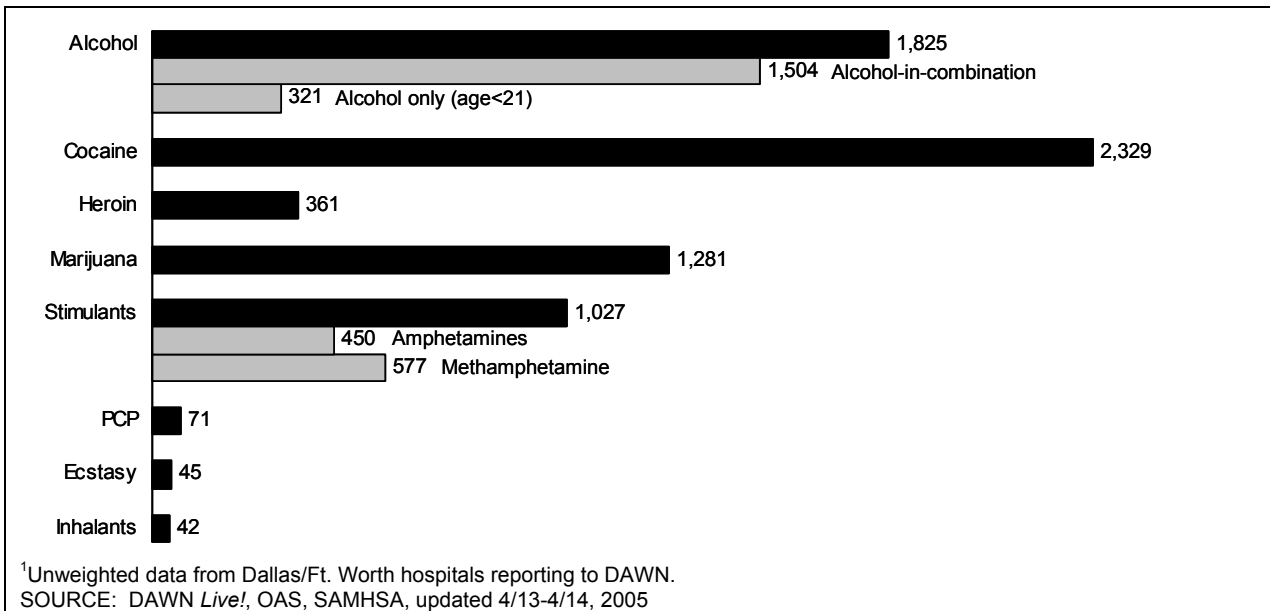 Alcohol 1,825
1,504 Alcohol-in-combination
321 Alcohol only (age<21)
Cocaine 2,329
Heroin 361
Marijuana 1,281
Stimulants 1,027
450 Amphetamines
577 Methamphetamine
PCP 71
Ecstasy 45
Inhalants 42
¹Unweighted data from Dallas/Ft. Worth hospitals reporting to DAWN.
SOURCE: DAWN Live!, OAS, SAMHSA, updated 4/13-4/14, 2005